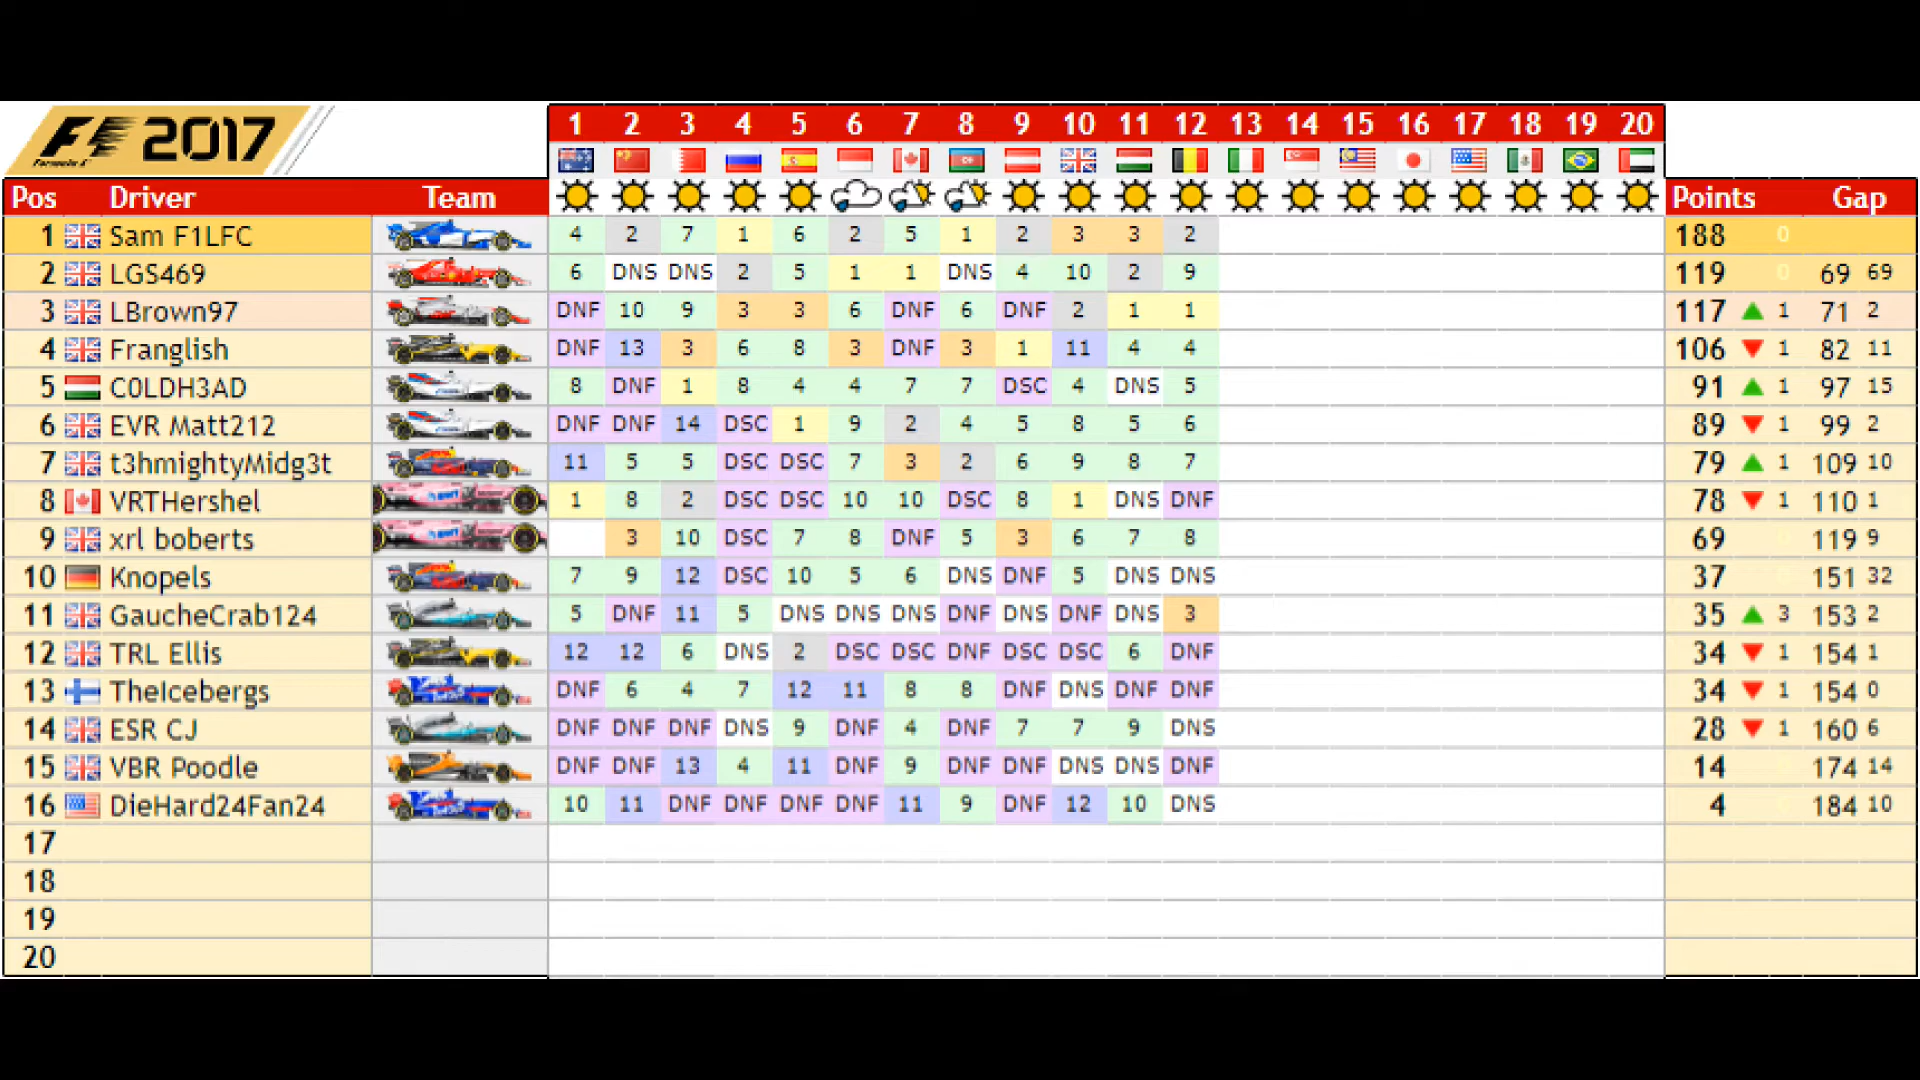 F1 2017
Formula 1
1 2 3 4 5 6 7 8 9 10 11 12 13 14 15 16 17 18 19 20
Pos Driver Team Points Gap
1 Sam F1LFC 4 2 7 1 6 2 5 1 2 3 3 2 188 0
2 LGS469 6 DNS DNS 2 5 1 1 DNS 4 10 2 9 119 0 69 69
3 LBrown97 DNF 10 9 3 3 6 DNF 6 DNF 2 1 1 117 1 71 2
4 Franglish DNF 13 3 6 8 3 DNF 3 1 11 4 4 106 1 82 11
5 C0LDH3AD 8 DNF 1 8 4 4 7 7 DSC 4 DNS 5 91 1 97 15
6 EVR Matt212 DNF DNF 14 DSC 1 9 2 4 5 8 5 6 89 1 99 2
7 t3hmightyMidg3t 11 5 5 DSC DSC 7 3 2 6 9 8 7 79 1 109 10
8 VRTHershel 1 8 2 DSC DSC 10 10 DSC 8 1 DNS DNF 78 1 110 1
9 xrl boberts 3 10 DSC 7 8 DNF 5 3 6 7 8 69 119 9
10 Knopels 7 9 12 DSC 10 5 6 DNS DNF 5 DNS DNS 37 151 32
11 GaucheCrab124 5 DNF 11 5 DNS DNS DNS DNF DNS DNF DNS 3 35 3 153 2
12 TRL Ellis 12 12 6 DNS 2 DSC DSC DNF DSC DSC 6 DNF 34 1 154 1
13 TheIcebergs DNF 6 4 7 12 11 8 8 DNF DNS DNF DNF 34 1 154 0
14 ESR CJ DNF DNF DNF DNS 9 DNF 4 DNF 7 7 9 DNS 28 1 160 6
15 VBR Poodle DNF DNF 13 4 11 DNF 9 DNF DNF DNS DNS DNF 14 174 14
16 DieHard24Fan24 10 11 DNF DNF DNF DNF 11 9 DNF 12 10 DNS 4 184 10
17
18
19
20